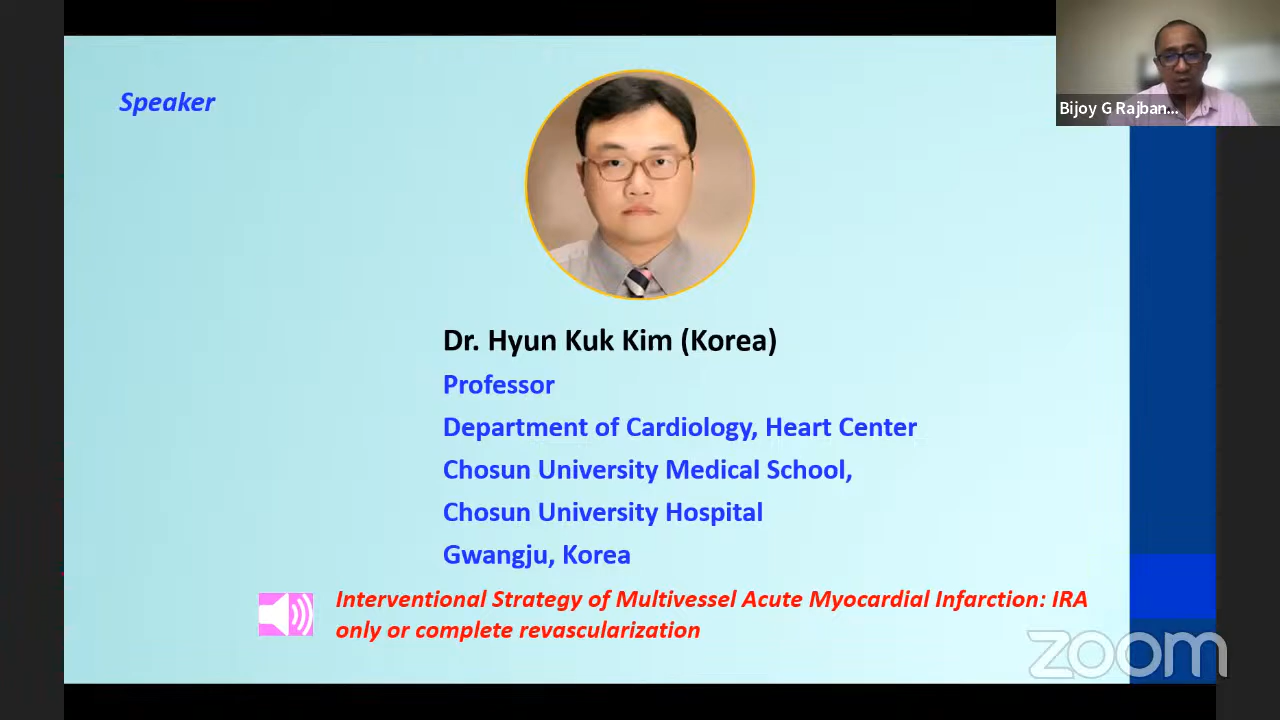 Speaker
Bijoy G Rajban...
Dr. Hyun Kuk Kim (Korea)
Professor
Department of Cardiology, Heart Center
Chosun University Medical School,
Chosun University Hospital
Gwangju, Korea
Interventional Strategy of Multivessel Acute Myocardial Infarction: IRA
only or complete revascularization
zoom